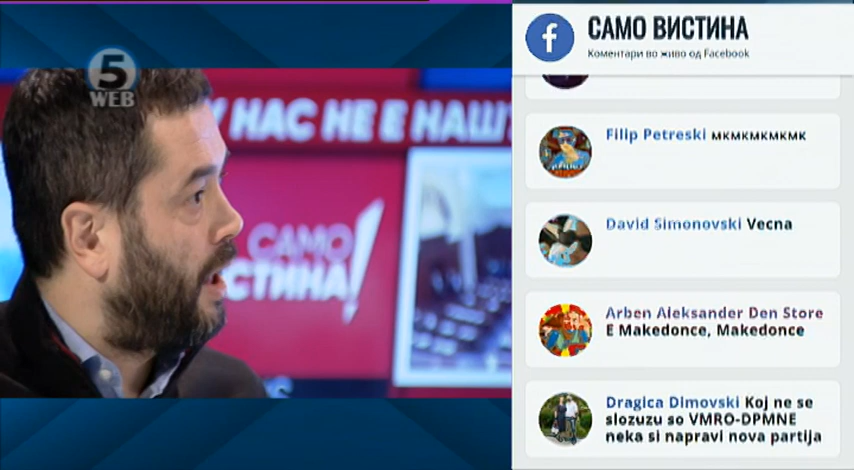 5
WEB
У НАС НЕ Е НАШ
САМО
ВИСТИНА!
f
САМО ВИСТИНА
Коментари во живо од Facebook
Filip Petreski мкмкмкмкмк
David Simonovski Vecna
Arben Aleksander Den Store
E Makedonce, Makedonce
Dragica Dimovski Koj ne se
slozuzu so VMRO-DPMNE
neka si napravi nova partija